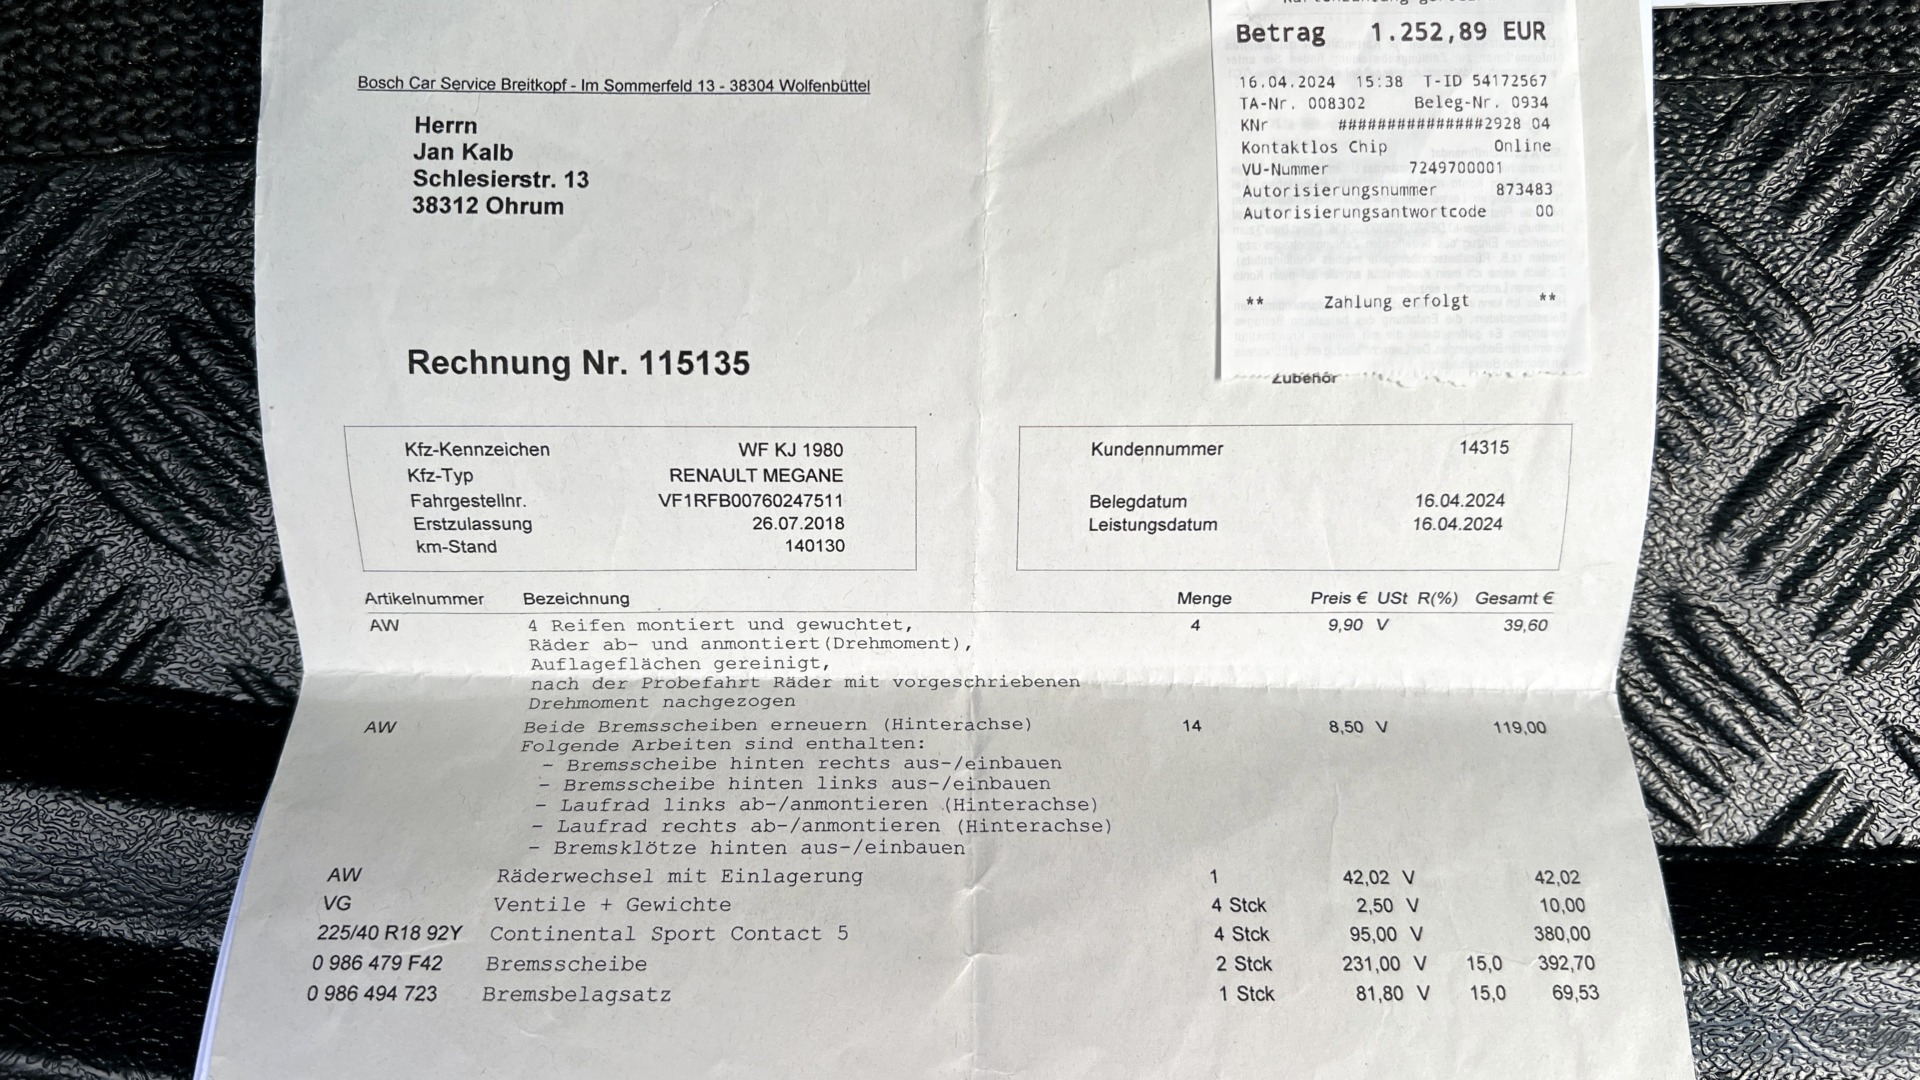 Betrag 1.252,89 EUR
16.04.2024 15:38 T-ID 54172567
TA-Nr. 008302 Beleg-Nr. 0934
KNr ###############2928 04
Kontaktlos Chip Online
VU-Nummer 7249700001
Autorisierungsnummer 873483
Autorisierungsantwortcode 00
** Zahlung erfolgt **
Zubehör
Bosch Car Service Breitkopf - Im Sommerfeld 13 - 38304 Wolfenbüttel
Herrn
Jan Kalb
Schlesierstr. 13
38312 Ohrum
Rechnung Nr. 115135
Kfz-Kennzeichen WF KJ 1980
Kfz-Typ RENAULT MEGANE
Fahrgestellnr. VF1RFB00760247511
Erstzulassung 26.07.2018
km-Stand 140130
Kundennummer 14315
Belegdatum 16.04.2024
Leistungsdatum 16.04.2024
Artikelnummer Bezeichnung Menge Preis € USt R(%) Gesamt €
AW 4 Reifen montiert und gewuchtet, 4 9,90 V 39,60
Räder ab- und anmontiert(Drehmoment),
Auflageflächen gereinigt,
nach der Probefahrt Räder mit vorgeschriebenen
Drehmoment nachgezogen
AW Beide Bremsscheiben erneuern (Hinterachse) 14 8,50 V 119,00
Folgende Arbeiten sind enthalten:
- Bremsscheibe hinten rechts aus-/einbauen
- Bremsscheibe hinten links aus-/einbauen
- Laufrad links ab-/anmontieren (Hinterachse)
- Laufrad rechts ab-/anmontieren (Hinterachse)
- Bremsklötze hinten aus-/einbauen
AW Räderwechsel mit Einlagerung 1 42,02 V 42,02
VG Ventile + Gewichte 4 Stck 2,50 V 10,00
225/40 R18 92Y Continental Sport Contact 5 4 Stck 95,00 V 380,00
0 986 479 F42 Bremsscheibe 2 Stck 231,00 V 15,0 392,70
0 986 494 723 Bremsbelagsatz 1 Stck 81,80 V 15,0 69,53